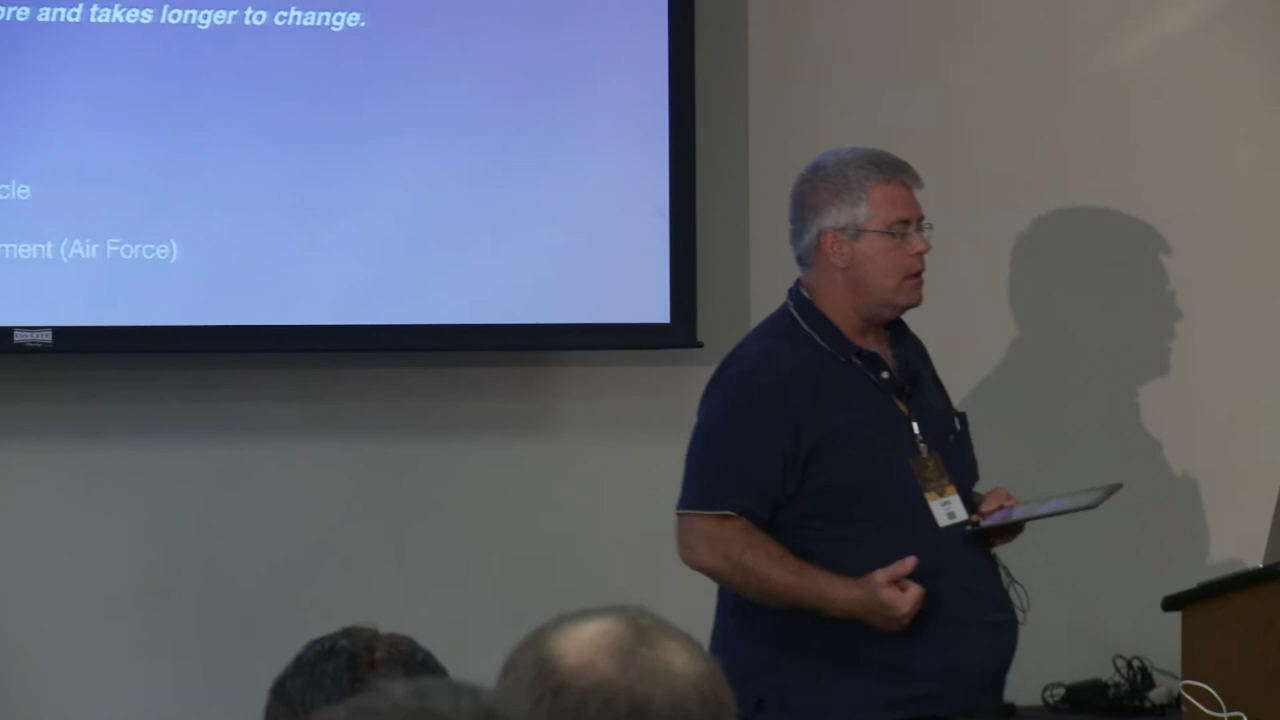 ore and takes longer to change.
cle
ment (Air Force)